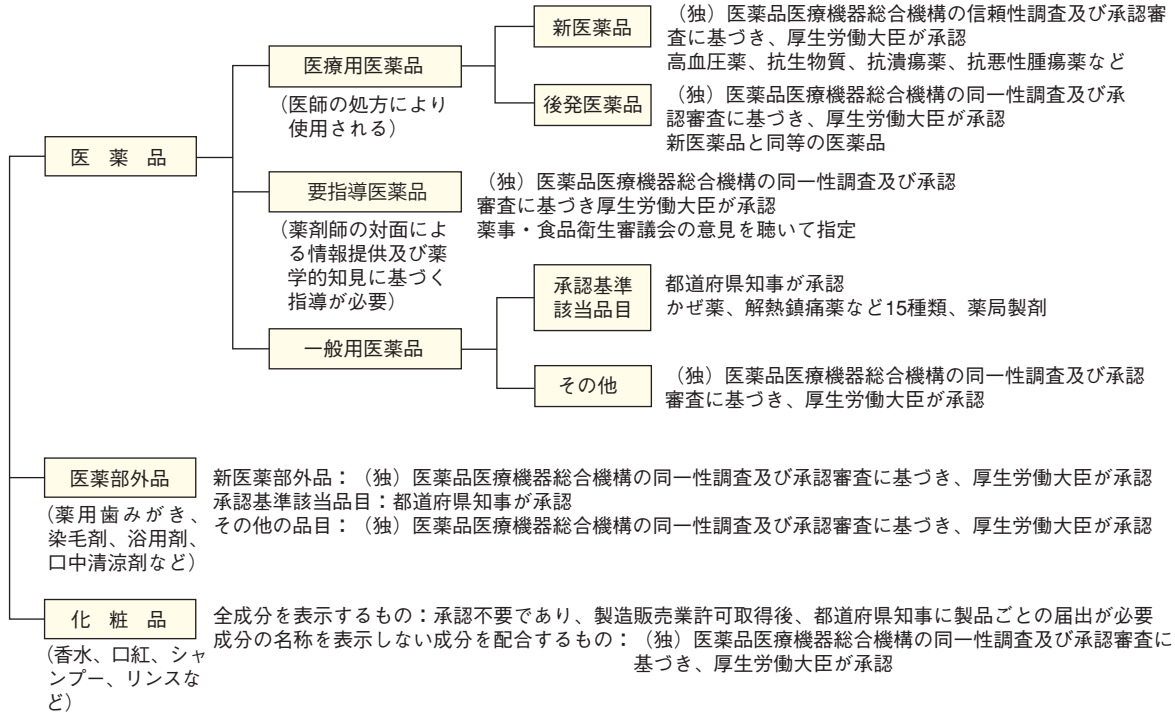 新医薬品
（独）医薬品医療機器総合機構の信頼性調査及び承認審
査に基づき、厚生労働大臣が承認
高血圧薬、抗生物質、抗潰瘍薬、抗悪性腫瘍薬など
医療用医薬品
（医師の処方により
使用される）
後発医薬品
（独）医薬品医療機器総合機構の同一性調査及び承
認審査に基づき、厚生労働大臣が承認
新医薬品と同等の医薬品
医 薬 品
要指導医薬品
（薬剤師の対面によ
る情報提供及び薬
学的知見に基づく
指導が必要）
（独）医薬品医療機器総合機構の同一性調査及び承認
審査に基づき厚生労働大臣が承認
薬事・食品衛生審議会の意見を聴いて指定
承認基準
該当品目
都道府県知事が承認
かぜ薬、解熱鎮痛薬など15種類、薬局製剤
一般用医薬品
その他
（独）医薬品医療機器総合機構の同一性調査及び承認
審査に基づき、厚生労働大臣が承認
医薬部外品
（薬用歯みがき、
染毛剤、浴用剤、
口中清涼剤など）
新医薬部外品：（独）医薬品医療機器総合機構の同一性調査及び承認審査に基づき、厚生労働大臣が承認
承認基準該当品目：都道府県知事が承認
その他の品目：（独）医薬品医療機器総合機構の同一性調査及び承認審査に基づき、厚生労働大臣が承認
化 粧 品
（香水、口紅、シャ
ンプー、リンスな
ど）
全成分を表示するもの：承認不要であり、製造販売業許可取得後、都道府県知事に製品ごとの届出が必要
成分の名称を表示しない成分を配合するもの：（独）医薬品医療機器総合機構の同一性調査及び承認審査に
基づき、厚生労働大臣が承認